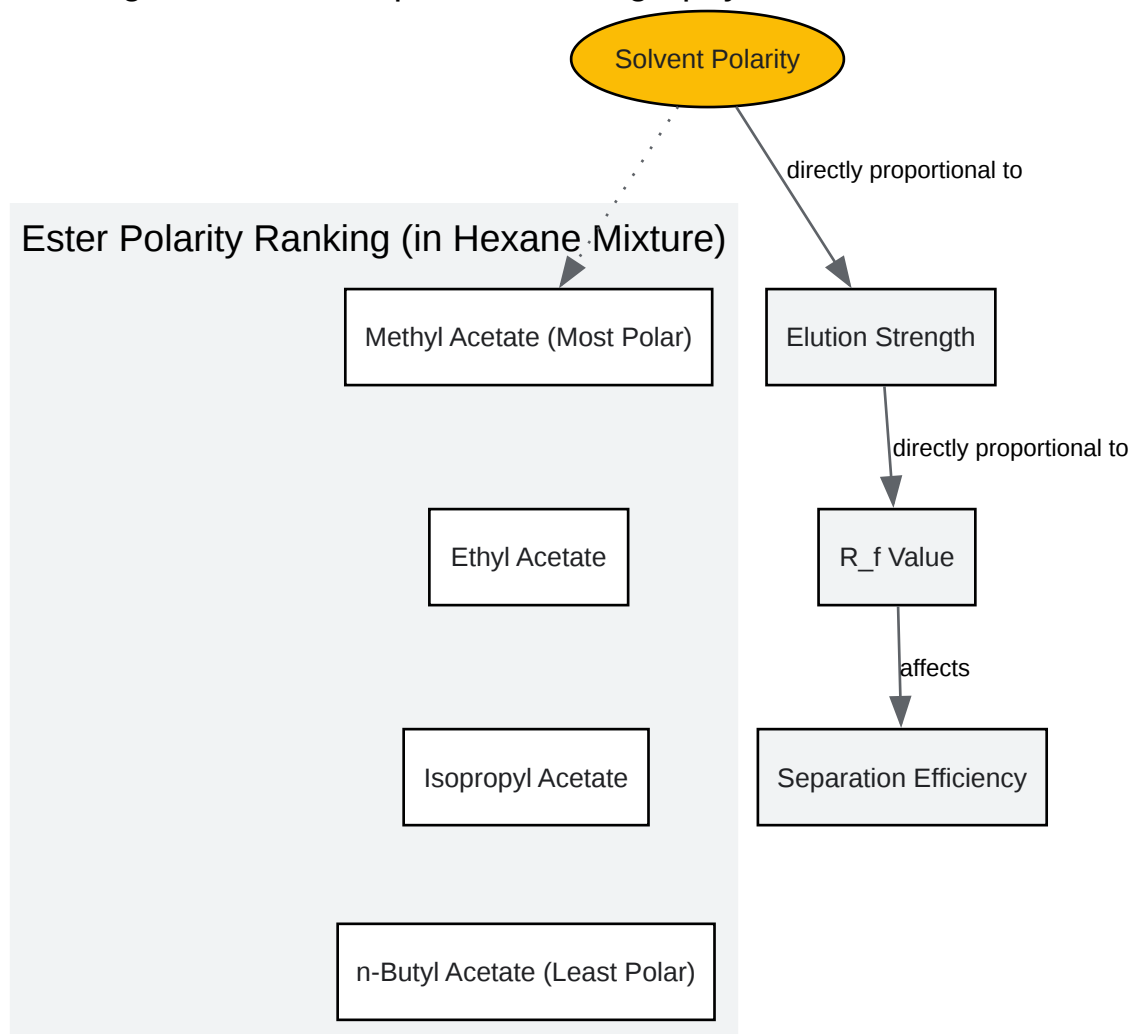 Solvent Polarity
directly proportional to
Ester Polarity Ranking (in Hexane Mixture)
Methyl Acetate (Most Polar)
Elution Strength
directly proportional to
Ethyl Acetate
R_f Value
affects
Isopropyl Acetate
Separation Efficiency
n-Butyl Acetate (Least Polar)